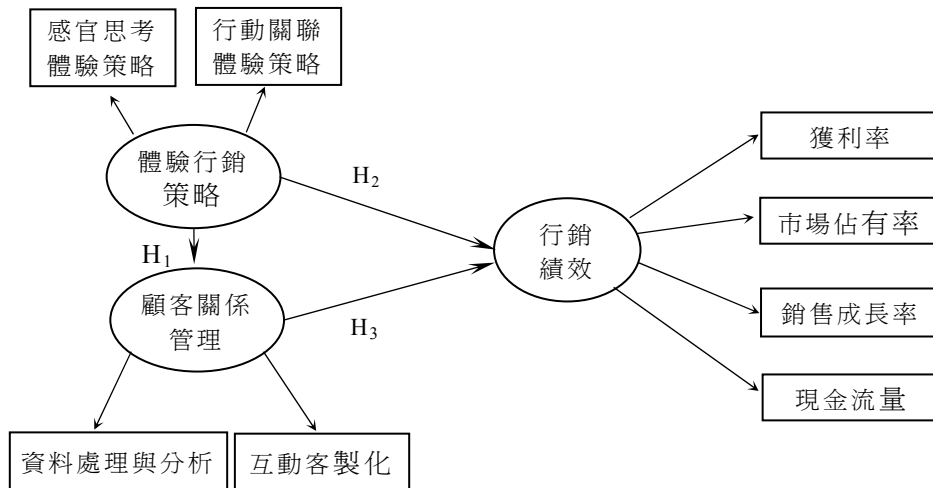 感官思考
體驗策略
行動關聯
體驗策略
體驗行銷
策略
H₁
H₂
顧客關係
管理
H₃
資料處理與分析
互動客製化
行銷
績效
獲利率
市場佔有率
銷售成長率
現金流量